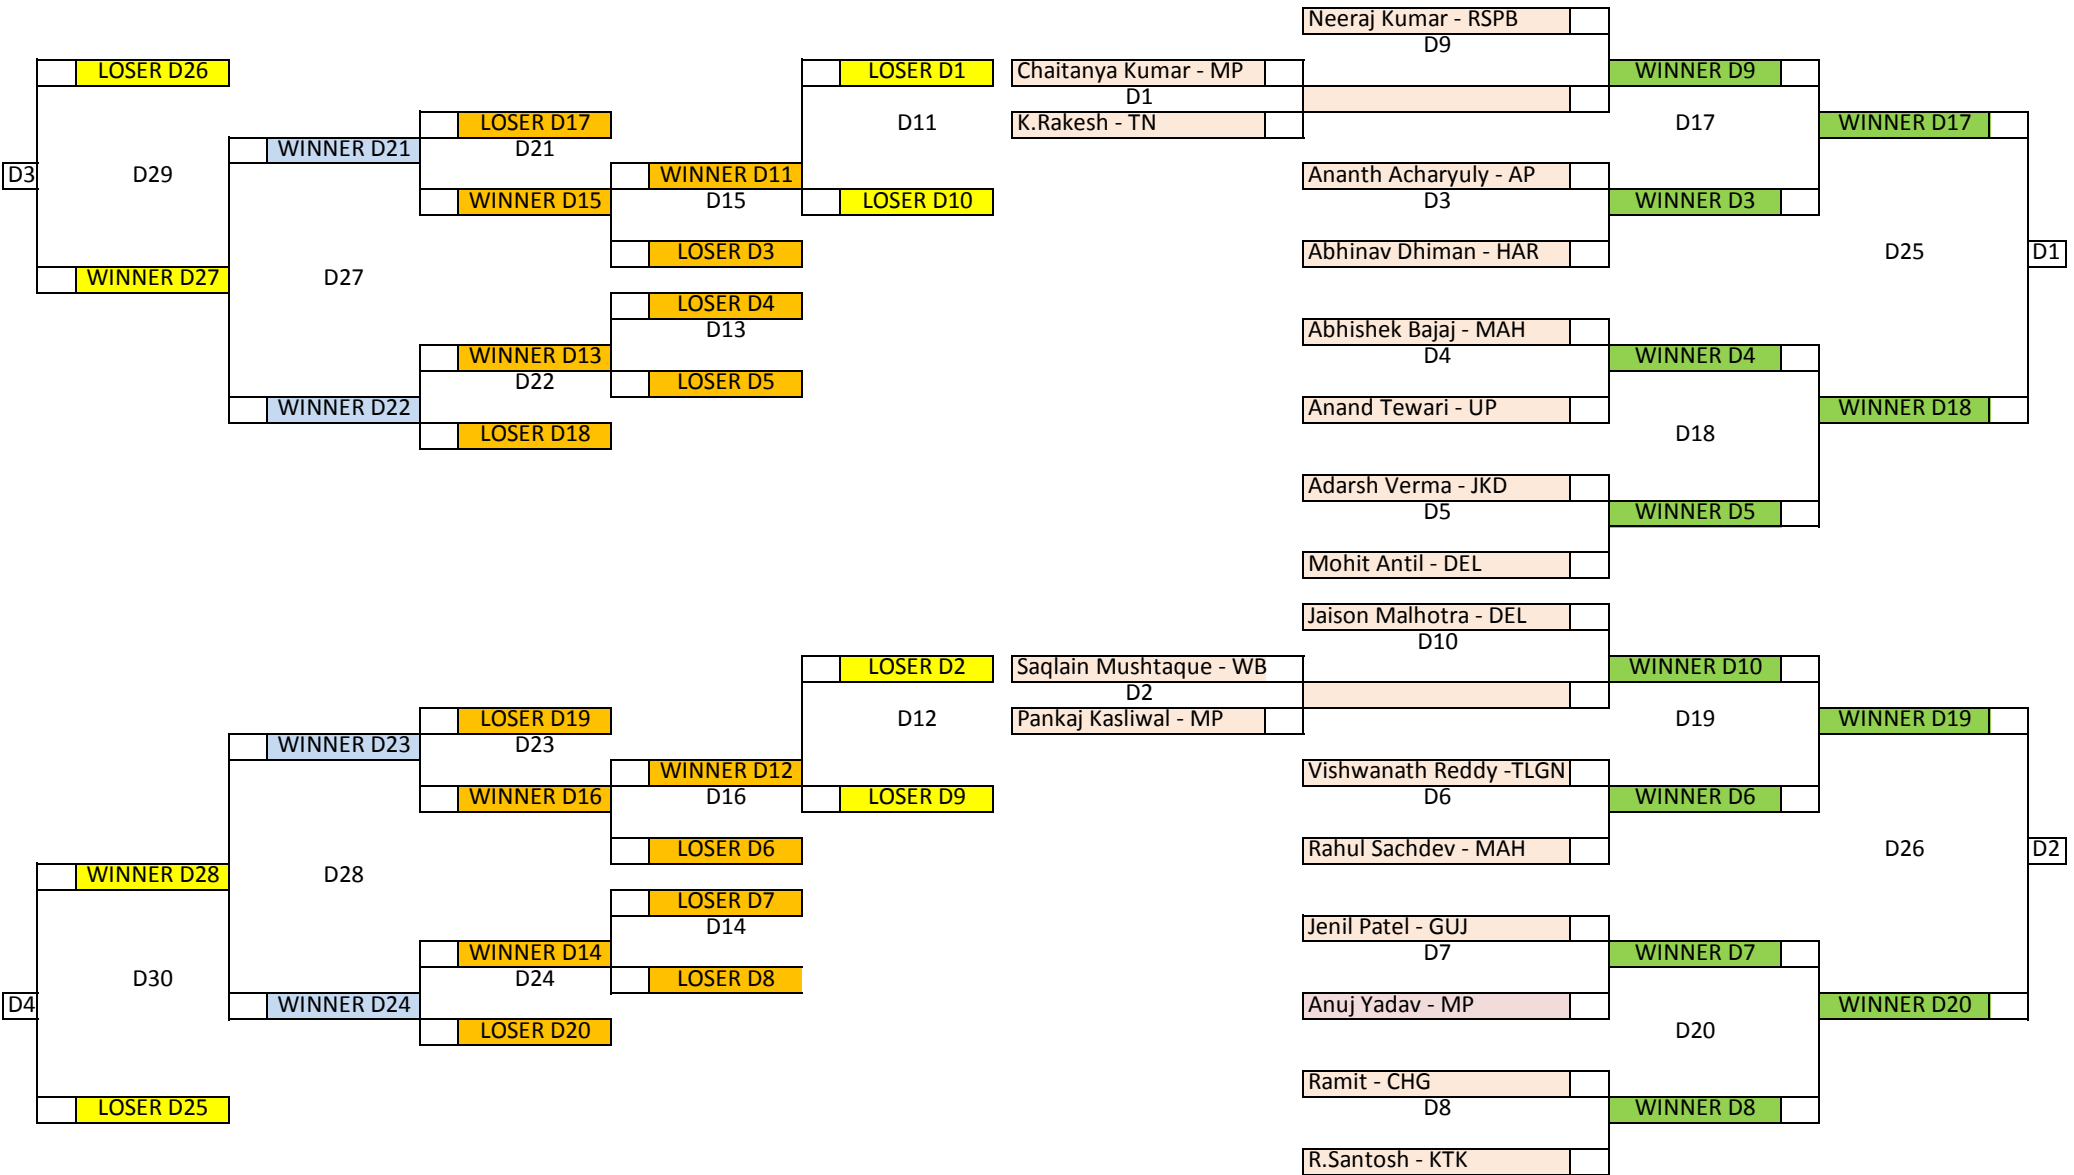 Neeraj Kumar - RSPB
D9
LOSER D26
LOSER D1
Chaitanya Kumar - MP
WINNER D9
D1
LOSER D17
D11
K.Rakesh - TN
D17
WINNER D17
WINNER D21
D21
D3
D29
WINNER D11
Ananth Acharyuly - AP
WINNER D15
D15
LOSER D10
D3
WINNER D3
LOSER D3
Abhinav Dhiman - HAR
D25
D1
WINNER D27
D27
LOSER D4
D13
Abhishek Bajaj - MAH
WINNER D13
D4
WINNER D4
D22
LOSER D5
WINNER D22
Anand Tewari - UP
WINNER D18
LOSER D18
D18
Adarsh Verma - JKD
D5
WINNER D5
Mohit Antil - DEL
Jaison Malhotra - DEL
D10
LOSER D2
Saqlain Mushtaque - WB
WINNER D10
D2
LOSER D19
D12
Pankaj Kasliwal - MP
D19
WINNER D19
WINNER D23
D23
WINNER D12
Vishwanath Reddy -TLGN
WINNER D16
D16
LOSER D9
D6
WINNER D6
LOSER D6
Rahul Sachdev - MAH
D26
D2
WINNER D28
D28
LOSER D7
D14
Jenil Patel - GUJ
WINNER D14
D7
WINNER D7
D30
D24
LOSER D8
D4
WINNER D24
Anuj Yadav - MP
WINNER D20
LOSER D20
D20
Ramit - CHG
LOSER D25
D8
WINNER D8
R.Santosh - KTK